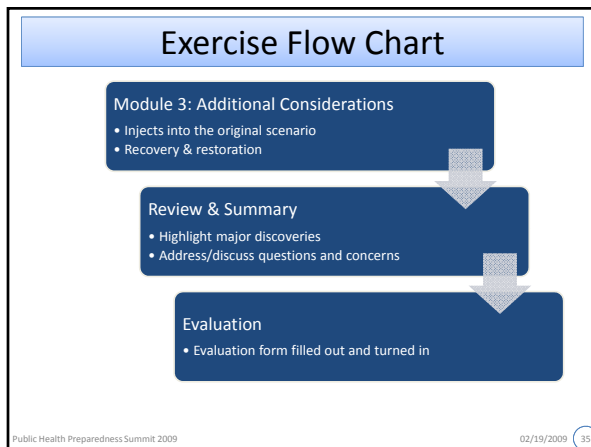 Exercise Flow Chart
Module 3: Additional Considerations
• Injects into the original scenario
• Recovery & restoration
Review & Summary
• Highlight major discoveries
• Address/discuss questions and concerns
Evaluation
• Evaluation form filled out and turned in
Public Health Preparedness Summit 2009
02/19/2009
35